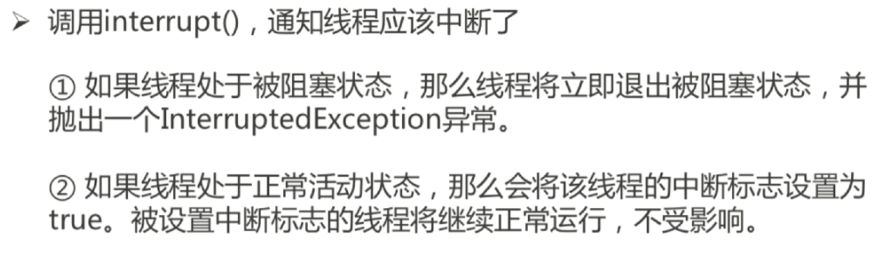 ➢ 调用interrupt()，通知线程应该中断了
① 如果线程处于被阻塞状态，那么线程将立即退出被阻塞状态，并
抛出一个InterruptedException异常。
② 如果线程处于正常活动状态，那么会将该线程的中断标志设置为
true。被设置中断标志的线程将继续正常运行，不受影响。